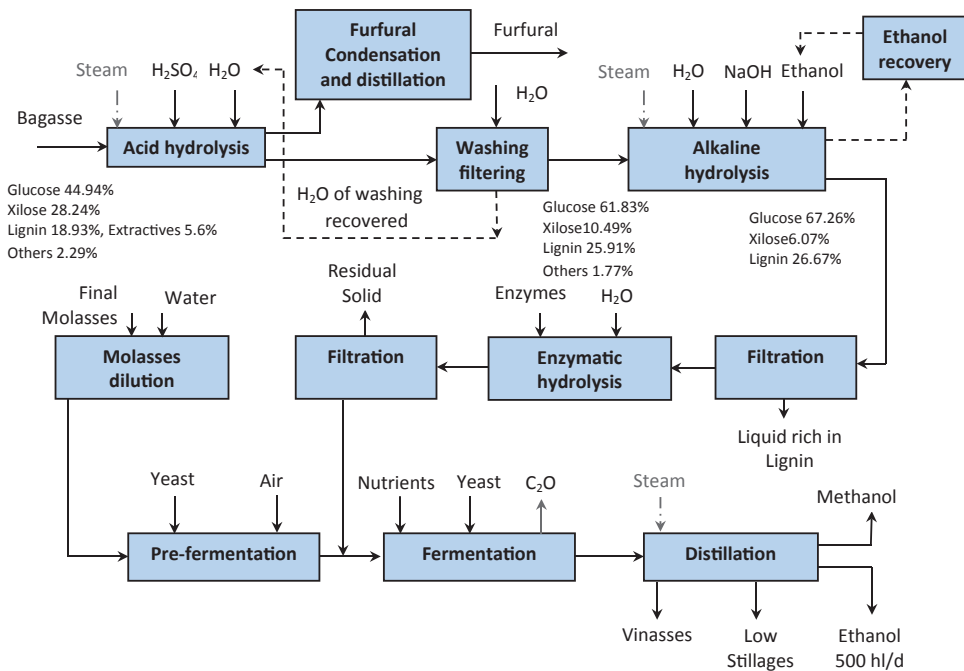 Furfural
Condensation
and distillation
Furfural
Ethanol
recovery
Steam
H₂SO₄
H₂O
H₂O
Steam
H₂O
NaOH
Ethanol
Bagasse
Acid hydrolysis
Washing
filtering
Alkaline
hydrolysis
Glucose 44.94%
Xilose 28.24%
Lignin 18.93%, Extractives 5.6%
Others 2.29%
H₂O of washing
recovered
Glucose 61.83%
Xilose10.49%
Lignin 25.91%
Others 1.77%
Glucose 67.26%
Xilose6.07%
Lignin 26.67%
Final
Molasses
Water
Residual
Solid
Enzymes
H₂O
Molasses
dilution
Filtration
Enzymatic
hydrolysis
Filtration
Liquid rich in
Lignin
Yeast
Air
Nutrients
Yeast
C₂O
Steam
Methanol
Pre-fermentation
Fermentation
Distillation
Vinasses
Low
Stillages
Ethanol
500 hl/d